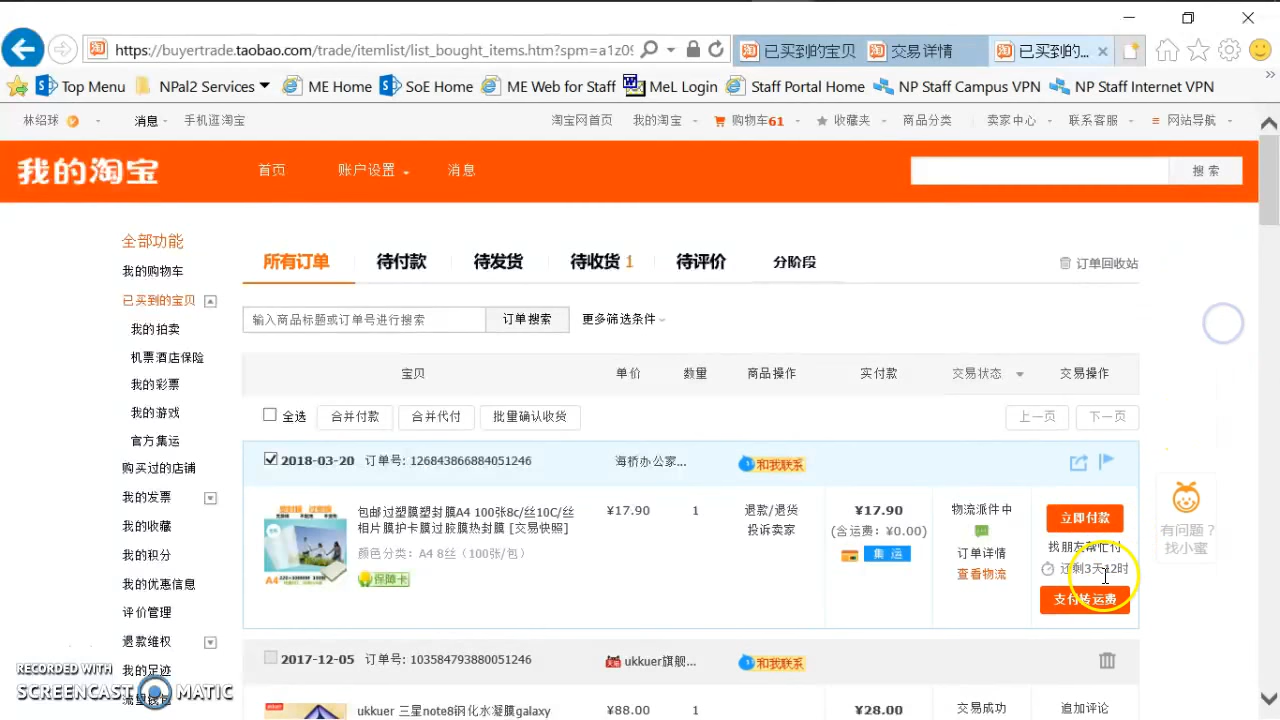 https://buyertrade.taobao.com/trade/itemlist/list_bought_items.htm?spm=a1z09
已买到的宝贝
交易详情
已买到的...
Top Menu
NPal2 Services
ME Home
SoE Home
ME Web for Staff
MeL Login
Staff Portal Home
NP Staff Campus VPN
NP Staff Internet VPN
林绍球
消息
手机逛淘宝
淘宝网首页
我的淘宝
购物车61
收藏夹
商品分类
卖家中心
联系客服
网站导航
我的淘宝
首页
账户设置
消息
搜索
全部功能
我的购物车
已买到的宝贝
我的拍卖
机票酒店保险
我的彩票
我的游戏
官方集运
购买过的店铺
我的发票
我的收藏
我的积分
我的优惠信息
评价管理
退款维权
我的足迹
所有订单
待付款
待发货
待收货 1
待评价
分阶段
订单回收站
输入商品标题或订单号进行搜索
订单搜索
更多筛选条件
宝贝
单价
数量
商品操作
实付款
交易状态
交易操作
全选
合并付款
合并代付
批量确认收货
上一页
下一页
2018-03-20 订单号: 126843866884051246
海侨办公家...
和我联系
包邮过塑膜塑封膜A4 100张8c/丝10C/丝
相片膜护卡膜过胶膜热封膜 [交易快照]
颜色分类: A4 8丝（100张/包）
保障卡
¥17.90
1
退款/退货
投诉卖家
¥17.90
(含运费: ¥0.00)
集运
物流派件中
订单详情
查看物流
立即付款
找朋友帮忙付
还剩3天12时
支付转运费
有问题？
找小蜜
2017-12-05 订单号: 103584793880051246
ukkuer旗舰...
和我联系
ukkuer 三星note8钢化水凝膜galaxy
¥88.00
1
¥28.00
交易成功
追加评论
RECORDED WITH
SCREENCAST MATIC